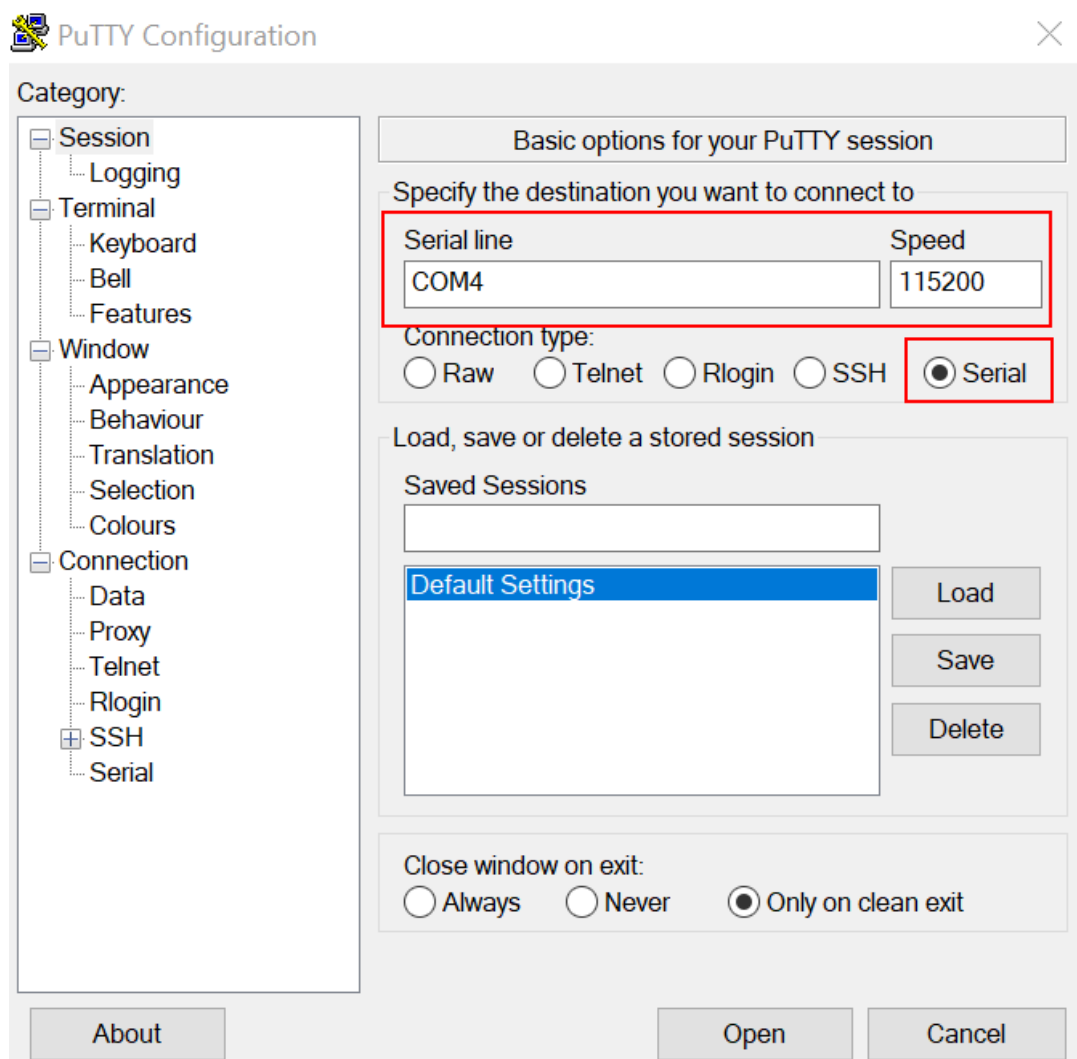 PuTTY Configuration
Category:
Session
Logging
Terminal
Keyboard
Bell
Features
Window
Appearance
Behaviour
Translation
Selection
Colours
Connection
Data
Proxy
Telnet
Rlogin
SSH
Serial
Basic options for your PuTTY session
Specify the destination you want to connect to
Serial line Speed
COM4 115200
Connection type:
Raw Telnet Rlogin SSH Serial
Load, save or delete a stored session
Saved Sessions
Default Settings
Load
Save
Delete
Close window on exit:
Always Never Only on clean exit
About Open Cancel